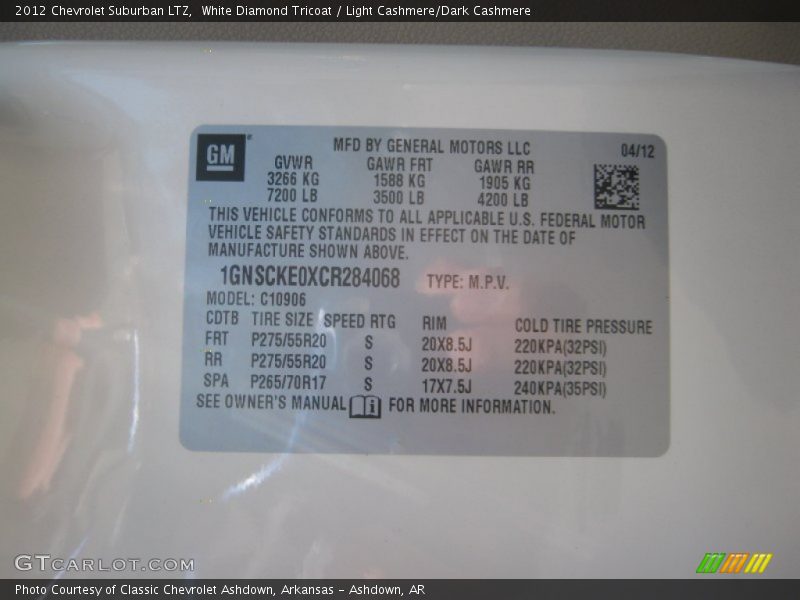 2012 Chevrolet Suburban LTZ,  White Diamond Tricoat / Light Cashmere/Dark Cashmere
GM
MFD BY GENERAL MOTORS LLC 04/12
GVWR GAWR FRT GAWR RR
3266 KG 1588 KG 1905 KG
7200 LB 3500 LB 4200 LB
THIS VEHICLE CONFORMS TO ALL APPLICABLE U.S. FEDERAL MOTOR
VEHICLE SAFETY STANDARDS IN EFFECT ON THE DATE OF
MANUFACTURE SHOWN ABOVE.
1GNSCKE0XCR284068 TYPE: M.P.V.
MODEL: C10906
CDTB TIRE SIZE SPEED RTG RIM COLD TIRE PRESSURE
FRT P275/55R20 S 20X8.5J 220KPA(32PSI)
RR P275/55R20 S 20X8.5J 220KPA(32PSI)
SPA P265/70R17 S 17X7.5J 240KPA(35PSI)
SEE OWNER'S MANUAL i FOR MORE INFORMATION.
GTCARLOT.COM
Photo Courtesy of Classic Chevrolet Ashdown, Arkansas - Ashdown, AR